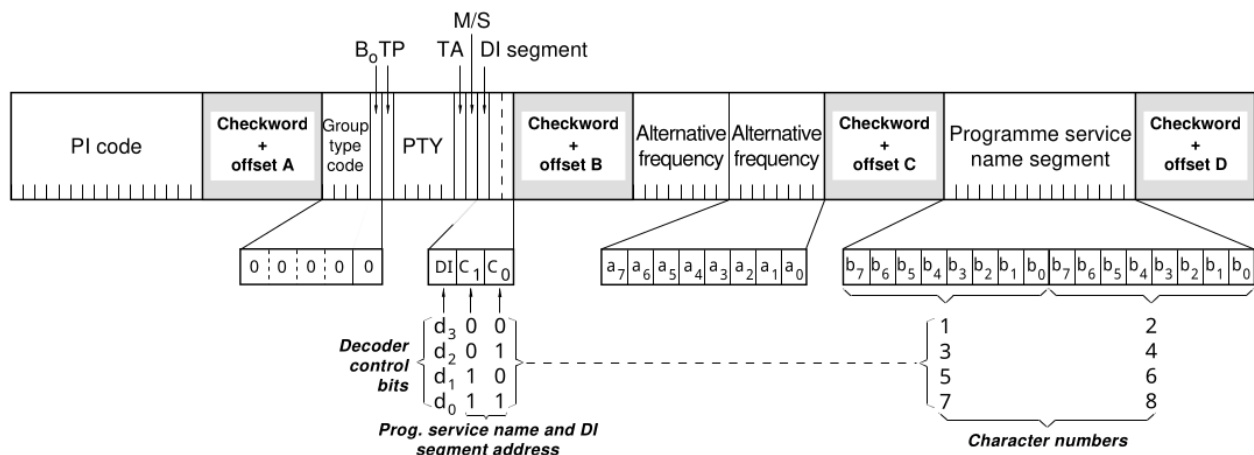 M/S
B₀ TP TA DI segment
PI code
Checkword
+
offset A
Group
type
code
PTY
Checkword
+
offset B
Alternative
frequency
Alternative
frequency
Checkword
+
offset C
Programme service
name segment
Checkword
+
offset D
0 0 0 0 0
DI C₁ C₀
a₇ a₆ a₅ a₄ a₃ a₂ a₁ a₀
b₇ b₆ b₅ b₄ b₃ b₂ b₁ b₀ b₇ b₆ b₅ b₄ b₃ b₂ b₁ b₀
Decoder
control
bits
d₃ 0 0
d₂ 0 1
d₁ 1 0
d₀ 1 1
1 2
3 4
5 6
7 8
Prog. service name and DI
segment address
Character numbers